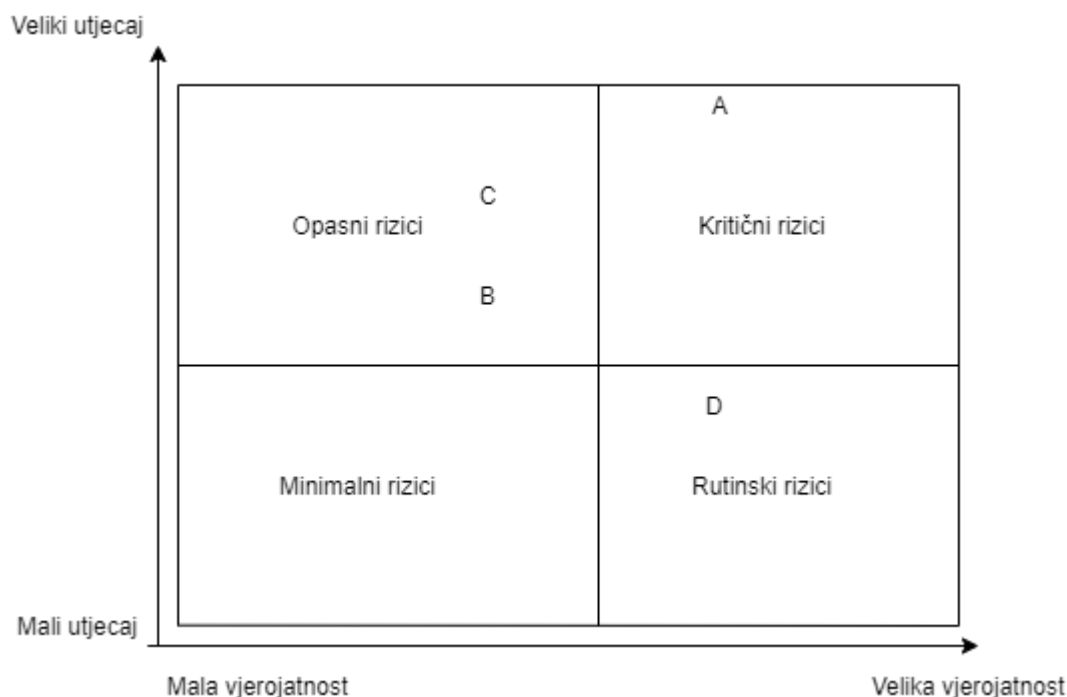 Veliki utjecaj
A
C
Opasni rizici
Kritični rizici
B
D
Minimalni rizici
Rutinski rizici
Mali utjecaj
Mala vjerojatnost
Velika vjerojatnost